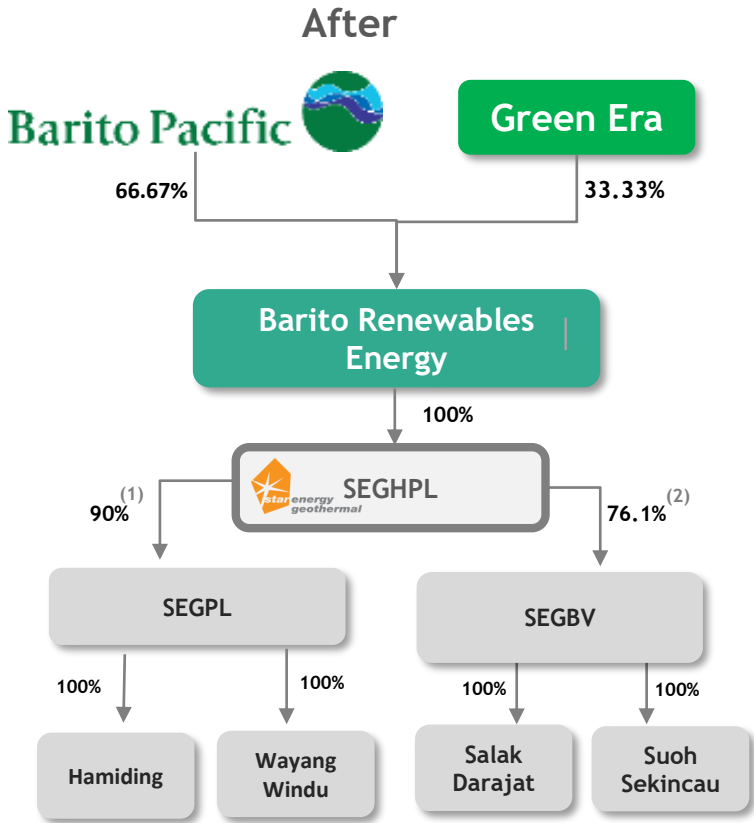 After
Barito Pacific
Green Era
66.67%
33.33%
Barito Renewables
Energy
100%
star energy
geothermal
SEGHPL
90%(1)
76.1%(2)
SEGPL
SEGBV
100%
100%
100%
100%
Hamiding
Wayang
Windu
Salak
Darajat
Suoh
Sekincau